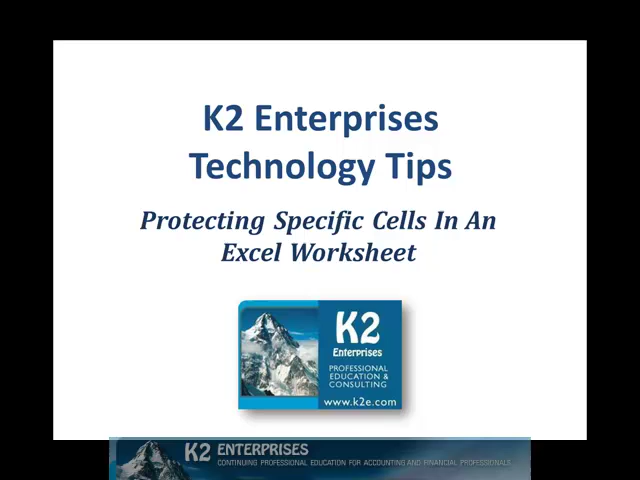 K2 Enterprises
Technology Tips
Protecting Specific Cells In An
Excel Worksheet
K2
Enterprises
PROFESSIONAL
EDUCATION &
CONSULTING
www.k2e.com
K2 ENTERPRISES
CONTINUING PROFESSIONAL EDUCATION FOR ACCOUNTING AND FINANCIAL PROFESSIONALS